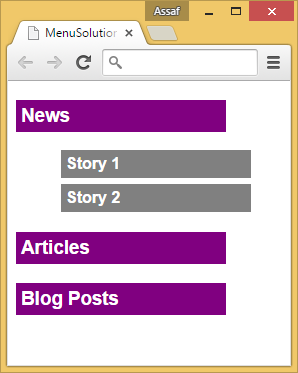 Assaf
MenuSolution
News
Story 1
Story 2
Articles
Blog Posts